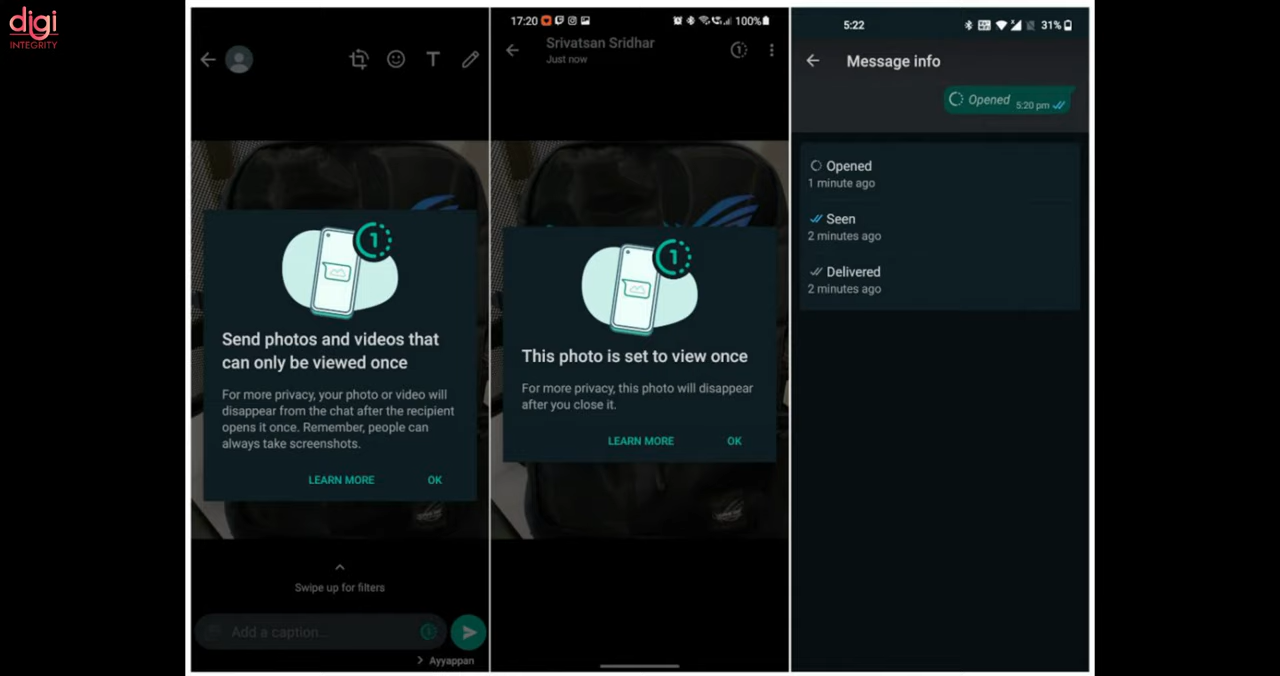 digi
INTEGRITY
1
Send photos and videos that
can only be viewed once
For more privacy, your photo or video will
disappear from the chat after the recipient
opens it once. Remember, people can
always take screenshots.
LEARN MORE OK
Swipe up for filters
Add a caption...
> Ayyappan
17:20 100%
Srivatsan Sridhar
Just now
1
This photo is set to view once
For more privacy, this photo will disappear
after you close it.
LEARN MORE OK
5:22 31%
Message info
Opened 5:20 pm
Opened
1 minute ago
Seen
2 minutes ago
Delivered
2 minutes ago